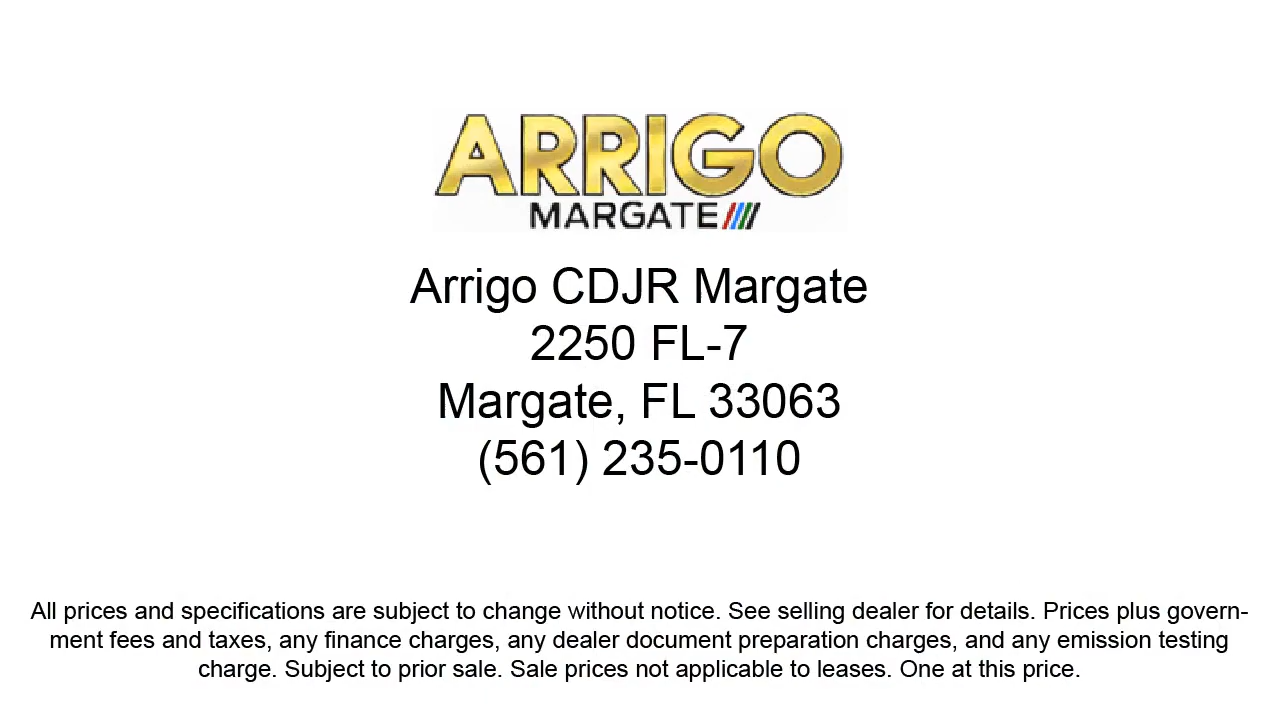 ARRIGO
MARGATE
Arrigo CDJR Margate
2250 FL-7
Margate, FL 33063
(561) 235-0110
All prices and specifications are subject to change without notice. See selling dealer for details. Prices plus govern-
ment fees and taxes, any finance charges, any dealer document preparation charges, and any emission testing
charge. Subject to prior sale. Sale prices not applicable to leases. One at this price.